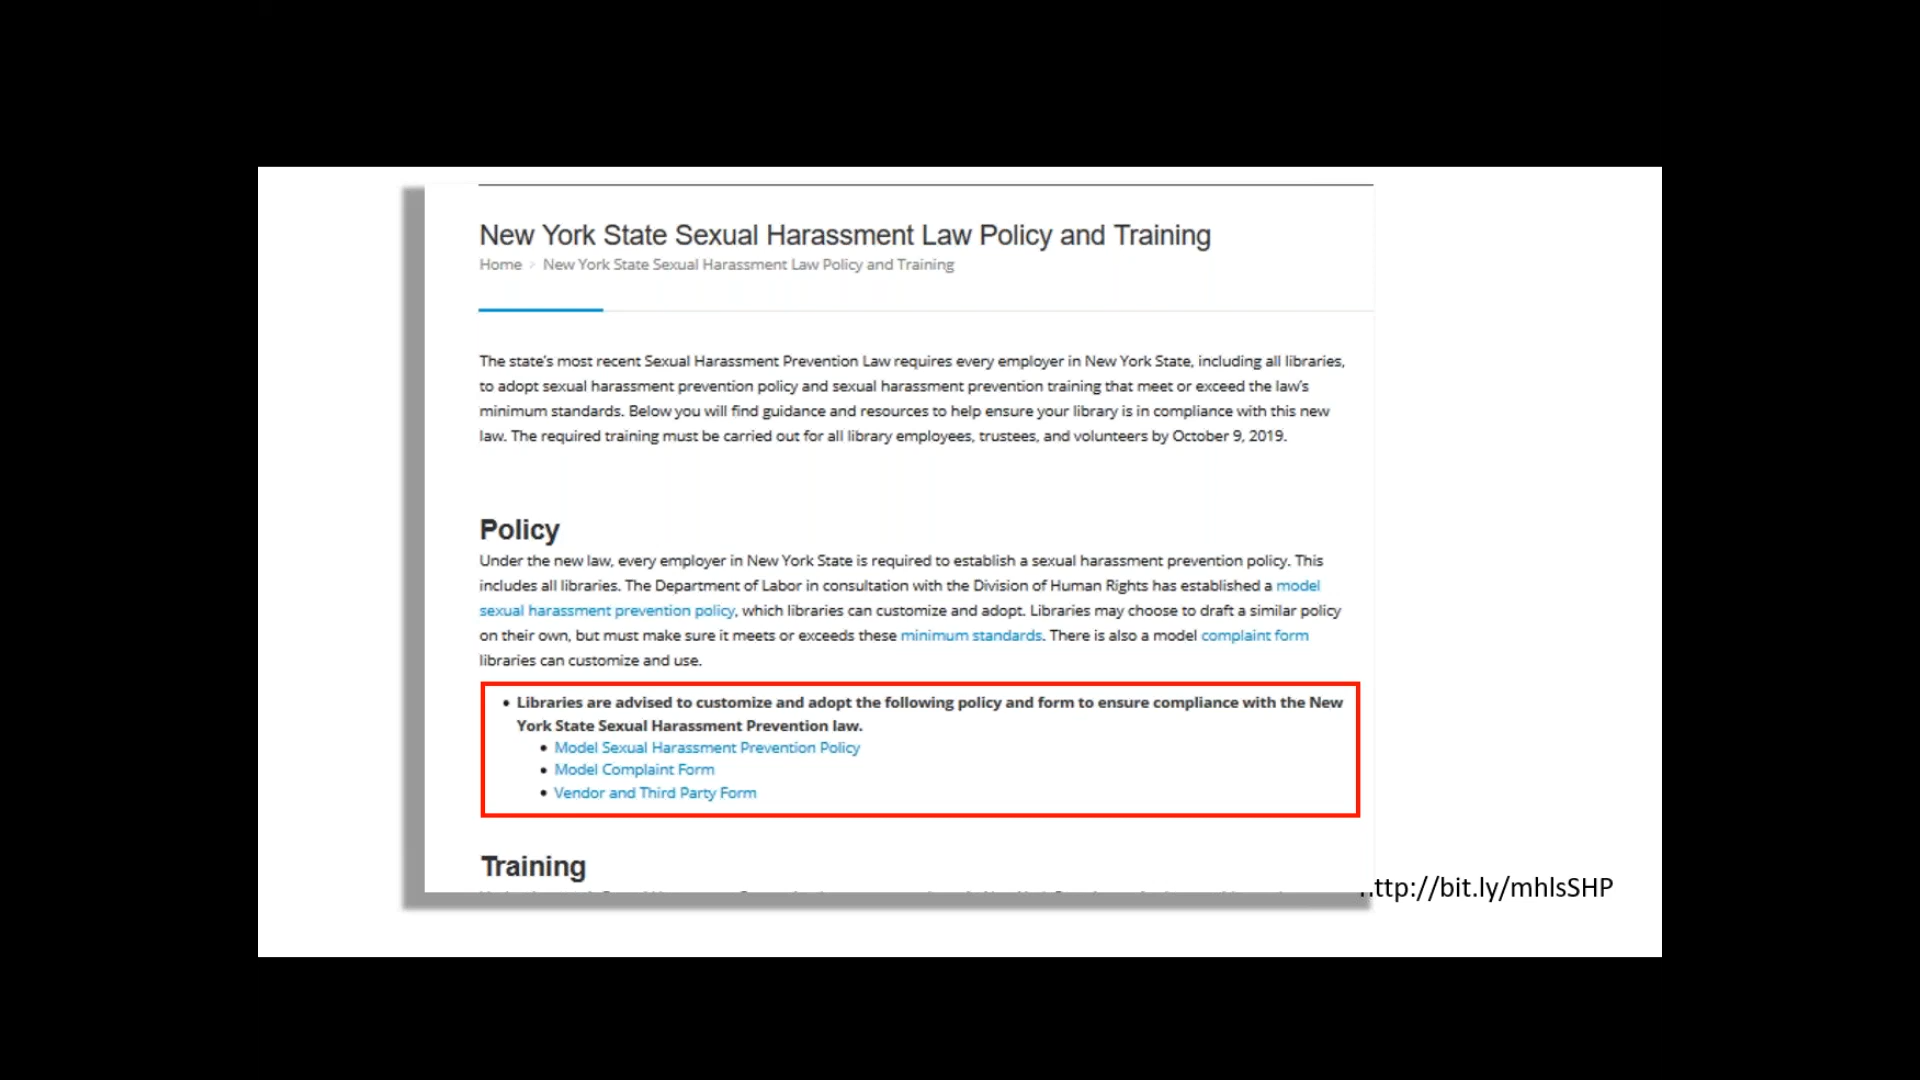 New York State Sexual Harassment Law Policy and Training
Home > New York State Sexual Harassment Law Policy and Training
The state's most recent Sexual Harassment Prevention Law requires every employer in New York State, including all libraries,
to adopt sexual harassment prevention policy and sexual harassment prevention training that meet or exceed the law's
minimum standards. Below you will find guidance and resources to help ensure your library is in compliance with this new
law. The required training must be carried out for all library employees, trustees, and volunteers by October 9, 2019.
Policy
Under the new law, every employer in New York State is required to establish a sexual harassment prevention policy. This
includes all libraries. The Department of Labor in consultation with the Division of Human Rights has established a model
sexual harassment prevention policy, which libraries can customize and adopt. Libraries may choose to draft a similar policy
on their own, but must make sure it meets or exceeds these minimum standards. There is also a model complaint form
libraries can customize and use.
• Libraries are advised to customize and adopt the following policy and form to ensure compliance with the New
York State Sexual Harassment Prevention law.
• Model Sexual Harassment Prevention Policy
• Model Complaint Form
• Vendor and Third Party Form
Training
ttp://bit.ly/mhlsSHP